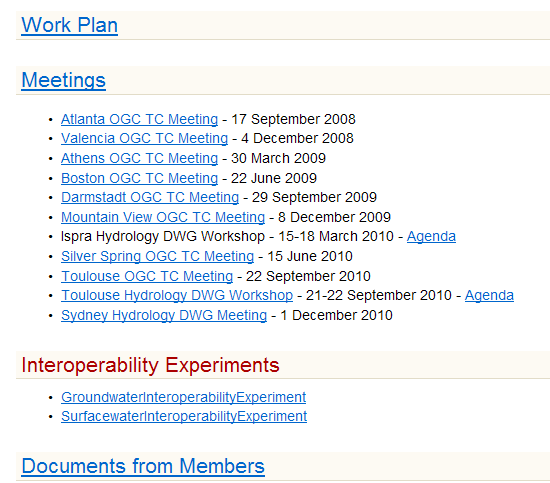 Work Plan
Meetings
• Atlanta OGC TC Meeting - 17 September 2008
• Valencia OGC TC Meeting - 4 December 2008
• Athens OGC TC Meeting - 30 March 2009
• Boston OGC TC Meeting - 22 June 2009
• Darmstadt OGC TC Meeting - 29 September 2009
• Mountain View OGC TC Meeting - 8 December 2009
• Ispra Hydrology DWG Workshop - 15-18 March 2010 - Agenda
• Silver Spring OGC TC Meeting - 15 June 2010
• Toulouse OGC TC Meeting - 22 September 2010
• Toulouse Hydrology DWG Workshop - 21-22 September 2010 - Agenda
• Sydney Hydrology DWG Meeting - 1 December 2010
Interoperability Experiments
• GroundwaterInteroperabilityExperiment
• SurfacewaterInteroperabilityExperiment
Documents from Members